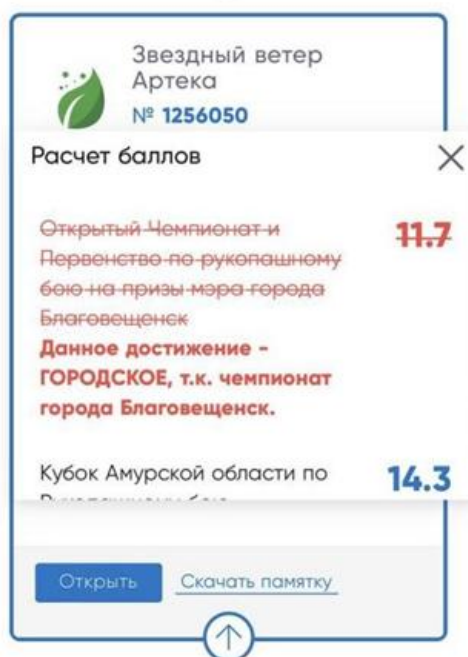 Звездный ветер
Артека
№ 1256050
Расчет баллов
Открытый Чемпионат и
Первенство по рукопашному
бою на призы мэра города
Благовещенск
11.7
Данное достижение -
ГОРОДСКОЕ, т.к. чемпионат
города Благовещенск.
Кубок Амурской области по
14.3
Открыть
Скачать памятку